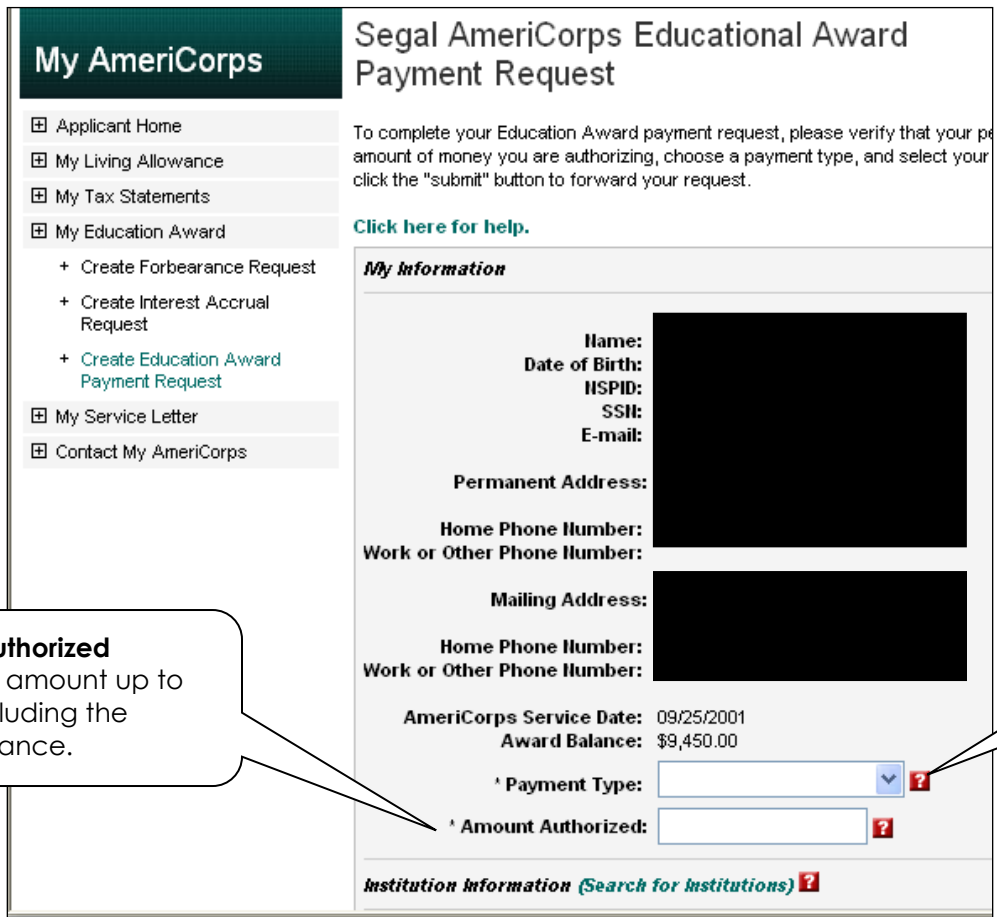 My AmeriCorps
Applicant Home
My Living Allowance
My Tax Statements
My Education Award
+ Create Forbearance Request
+ Create Interest Accrual
Request
+ Create Education Award
Payment Request
My Service Letter
Contact My AmeriCorps
Segal AmeriCorps Educational Award
Payment Request
To complete your Education Award payment request, please verify that your pe
amount of money you are authorizing, choose a payment type, and select your
click the "submit" button to forward your request.
Click here for help.
My Information
Name:
Date of Birth:
NSPID:
SSN:
E-mail:
Permanent Address:
Home Phone Number:
Work or Other Phone Number:
Mailing Address:
Home Phone Number:
Work or Other Phone Number:
AmeriCorps Service Date: 09/25/2001
Award Balance: $9,450.00
* Payment Type: ?
* Amount Authorized: ?
Institution Information (Search for Institutions) ?
uthorized
amount up to
luding the
ance.